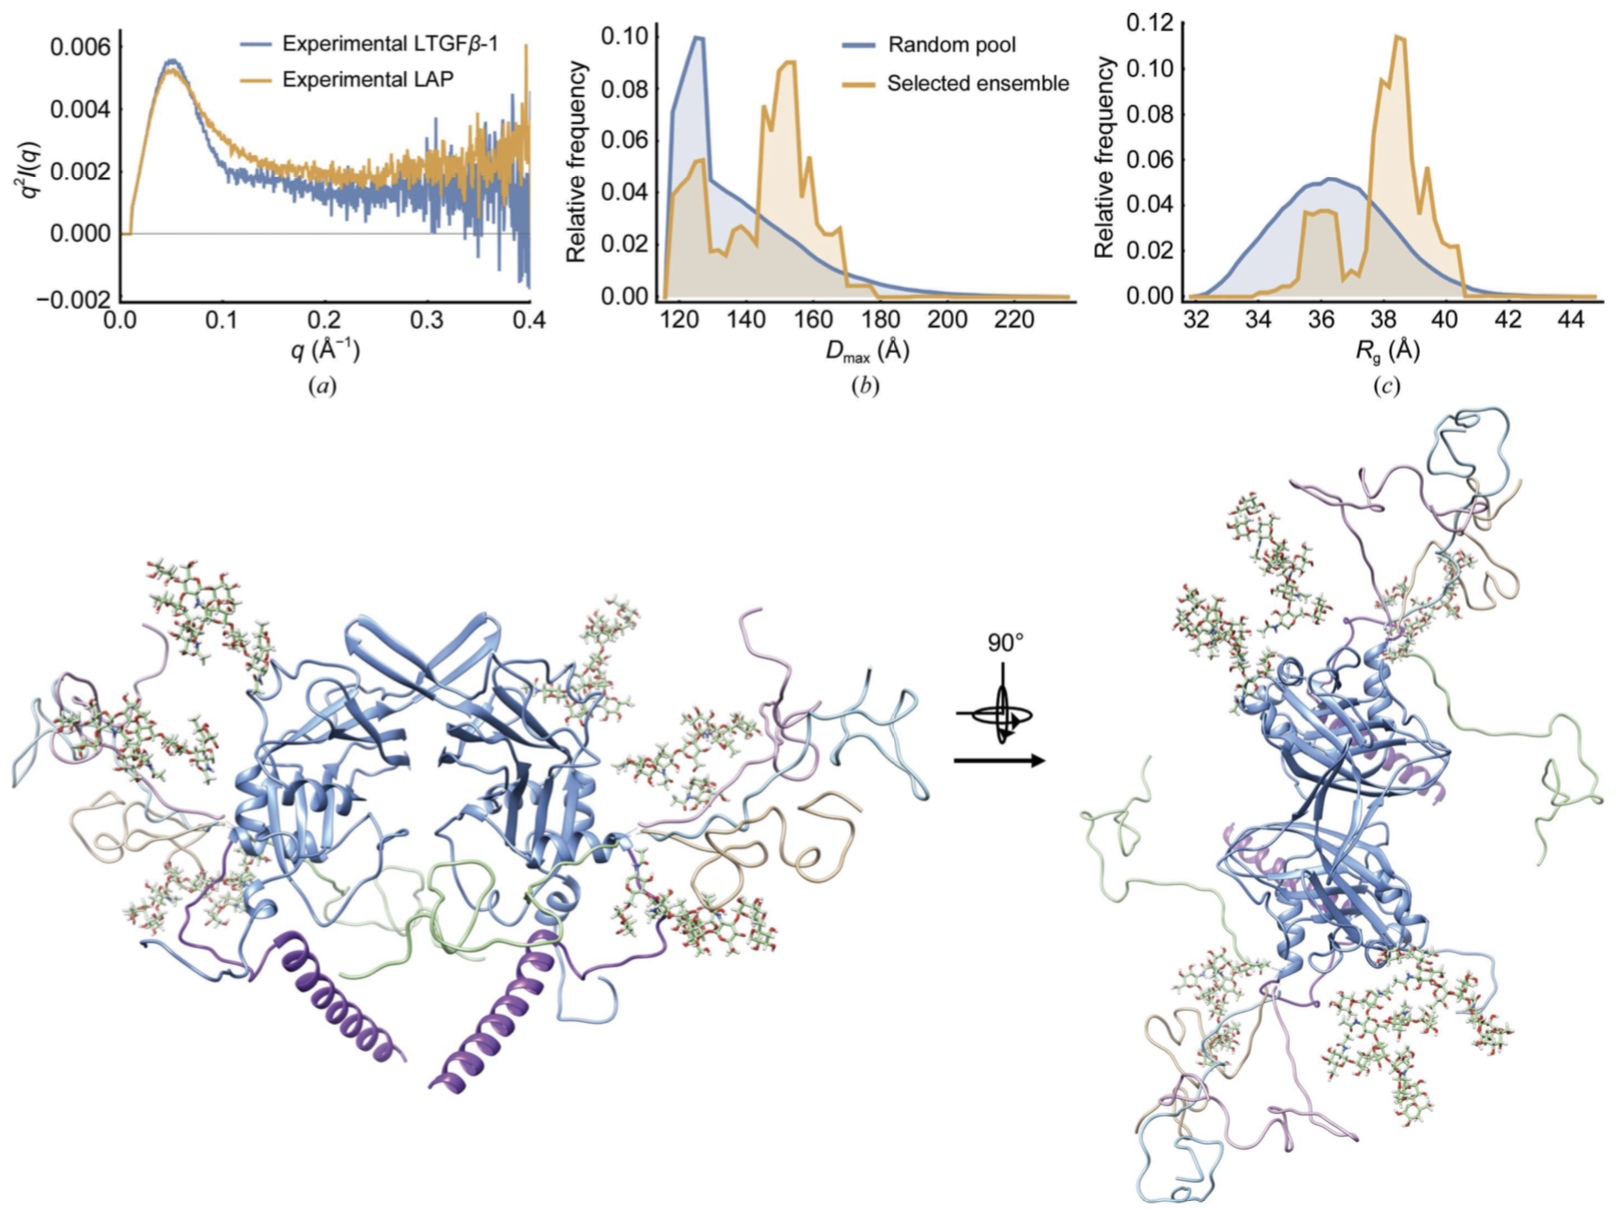 0.006
0.004
0.002
0.000
−0.002
q²I(q)
Experimental LTGFβ-1
Experimental LAP
0.0 0.1 0.2 0.3 0.4
q (Å⁻¹)
(a)
0.10
0.08
0.06
0.04
0.02
0.00
Relative frequency
Random pool
Selected ensemble
120 140 160 180 200 220
Dmax (Å)
(b)
0.12
0.10
0.08
0.06
0.04
0.02
0.00
Relative frequency
32 34 36 38 40 42 44
Rg (Å)
(c)
90°